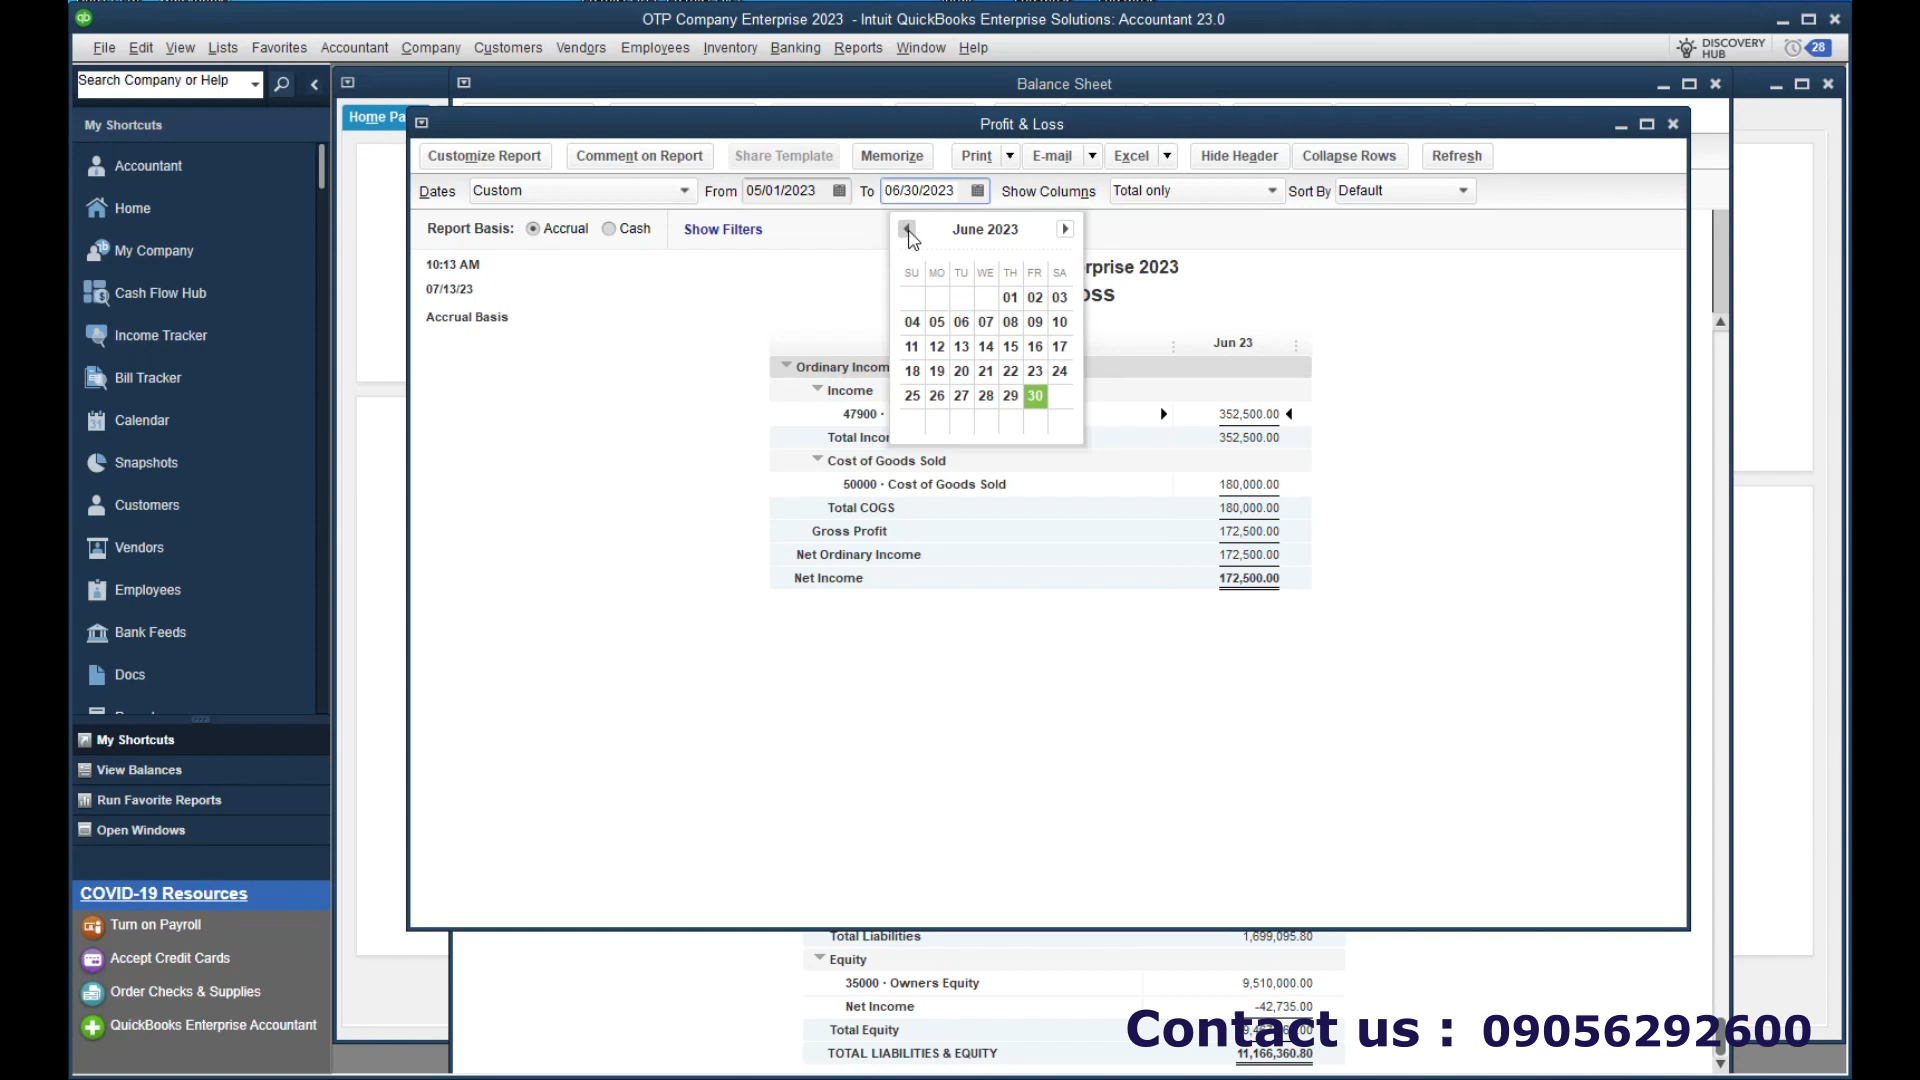 OTP Company Enterprise 2023 - Intuit QuickBooks Enterprise Solutions: Accountant 23.0
File Edit View Lists Favorites Accountant Company Customers Vendors Employees Inventory Banking Reports Window Help
DISCOVERY HUB 28
Search Company or Help
Balance Sheet
Home Pa
Profit & Loss
My Shortcuts
Customize Report Comment on Report Share Template Memorize Print E-mail Excel Hide Header Collapse Rows Refresh
Dates Custom From 05/01/2023 To 06/30/2023 Show Columns Total only Sort By Default
Report Basis: Accrual Cash Show Filters
10:13 AM
07/13/23
Accrual Basis
June 2023
SU MO TU WE TH FR SA
01 02 03
04 05 06 07 08 09 10
11 12 13 14 15 16 17
18 19 20 21 22 23 24
25 26 27 28 29 30
rprise 2023
oss
Jun 23
Ordinary Incom
Income
47900 · 352,500.00
Total Incor 352,500.00
Cost of Goods Sold
50000 · Cost of Goods Sold 180,000.00
Total COGS 180,000.00
Gross Profit 172,500.00
Net Ordinary Income 172,500.00
Net Income 172,500.00
Accountant
Home
My Company
Cash Flow Hub
Income Tracker
Bill Tracker
Calendar
Snapshots
Customers
Vendors
Employees
Bank Feeds
Docs
My Shortcuts
View Balances
Run Favorite Reports
Open Windows
COVID-19 Resources
Turn on Payroll
Accept Credit Cards
Order Checks & Supplies
QuickBooks Enterprise Accountant
Total Liabilities 1,699,095.80
Equity
35000 · Owners Equity 9,510,000.00
Net Income -42,735.00
Total Equity
TOTAL LIABILITIES & EQUITY 11,166,360.80
Contact us : 09056292600